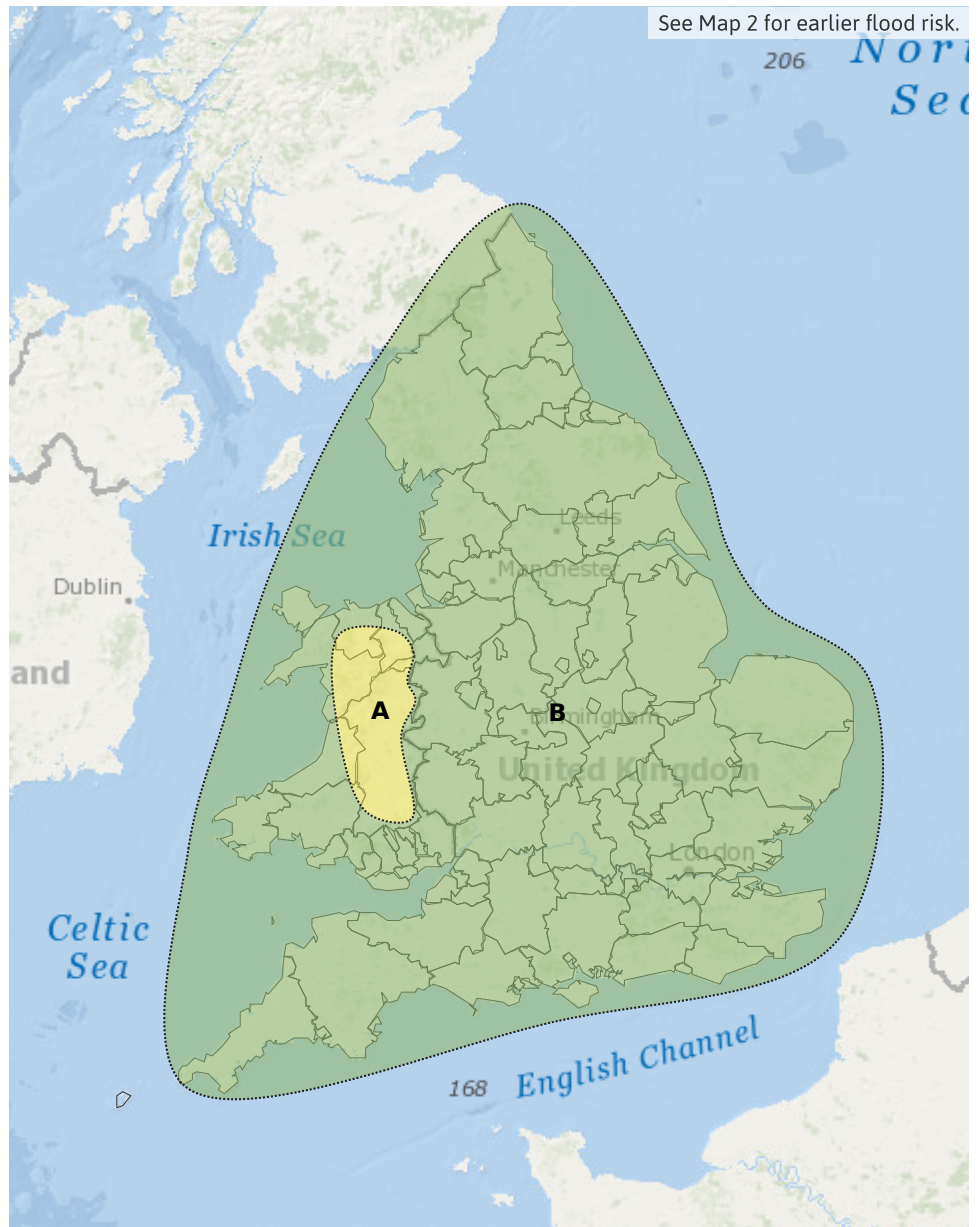 See Map 2 for earlier flood risk.
206
Nor
Sea
Leeds
Irish Sea
Manchester
Dublin
and
A
B
Birmingham
United Kingdom
London
Celtic
Sea
English Channel
168